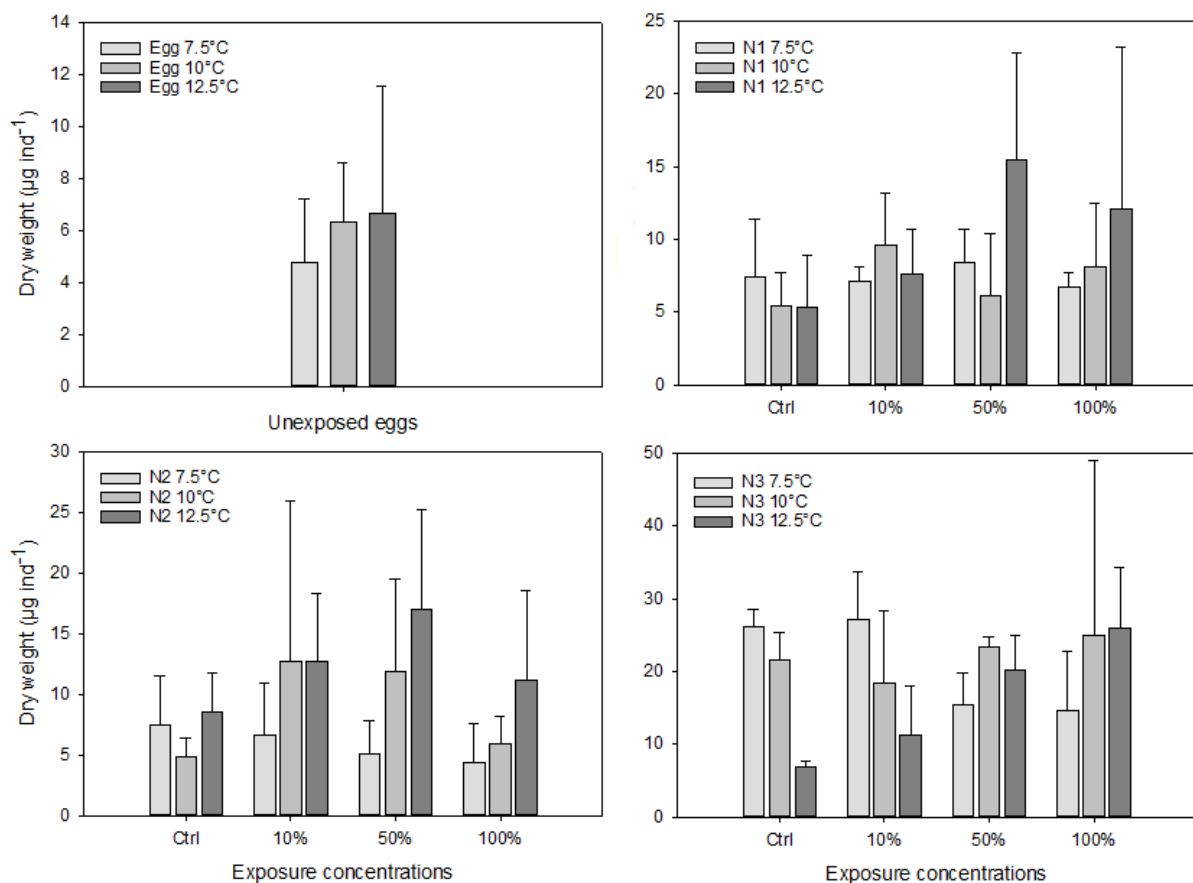 14
12
10
8
6
4
2
0
Dry weight (µg ind⁻¹)
Egg 7.5°C
Egg 10°C
Egg 12.5°C
Unexposed eggs
25
20
15
10
5
0
N1 7.5°C
N1 10°C
N1 12.5°C
Ctrl 10% 50% 100%
30
25
20
15
10
5
0
Dry weight (µg ind⁻¹)
N2 7.5°C
N2 10°C
N2 12.5°C
Ctrl 10% 50% 100%
Exposure concentrations
50
40
30
20
10
0
N3 7.5°C
N3 10°C
N3 12.5°C
Ctrl 10% 50% 100%
Exposure concentrations